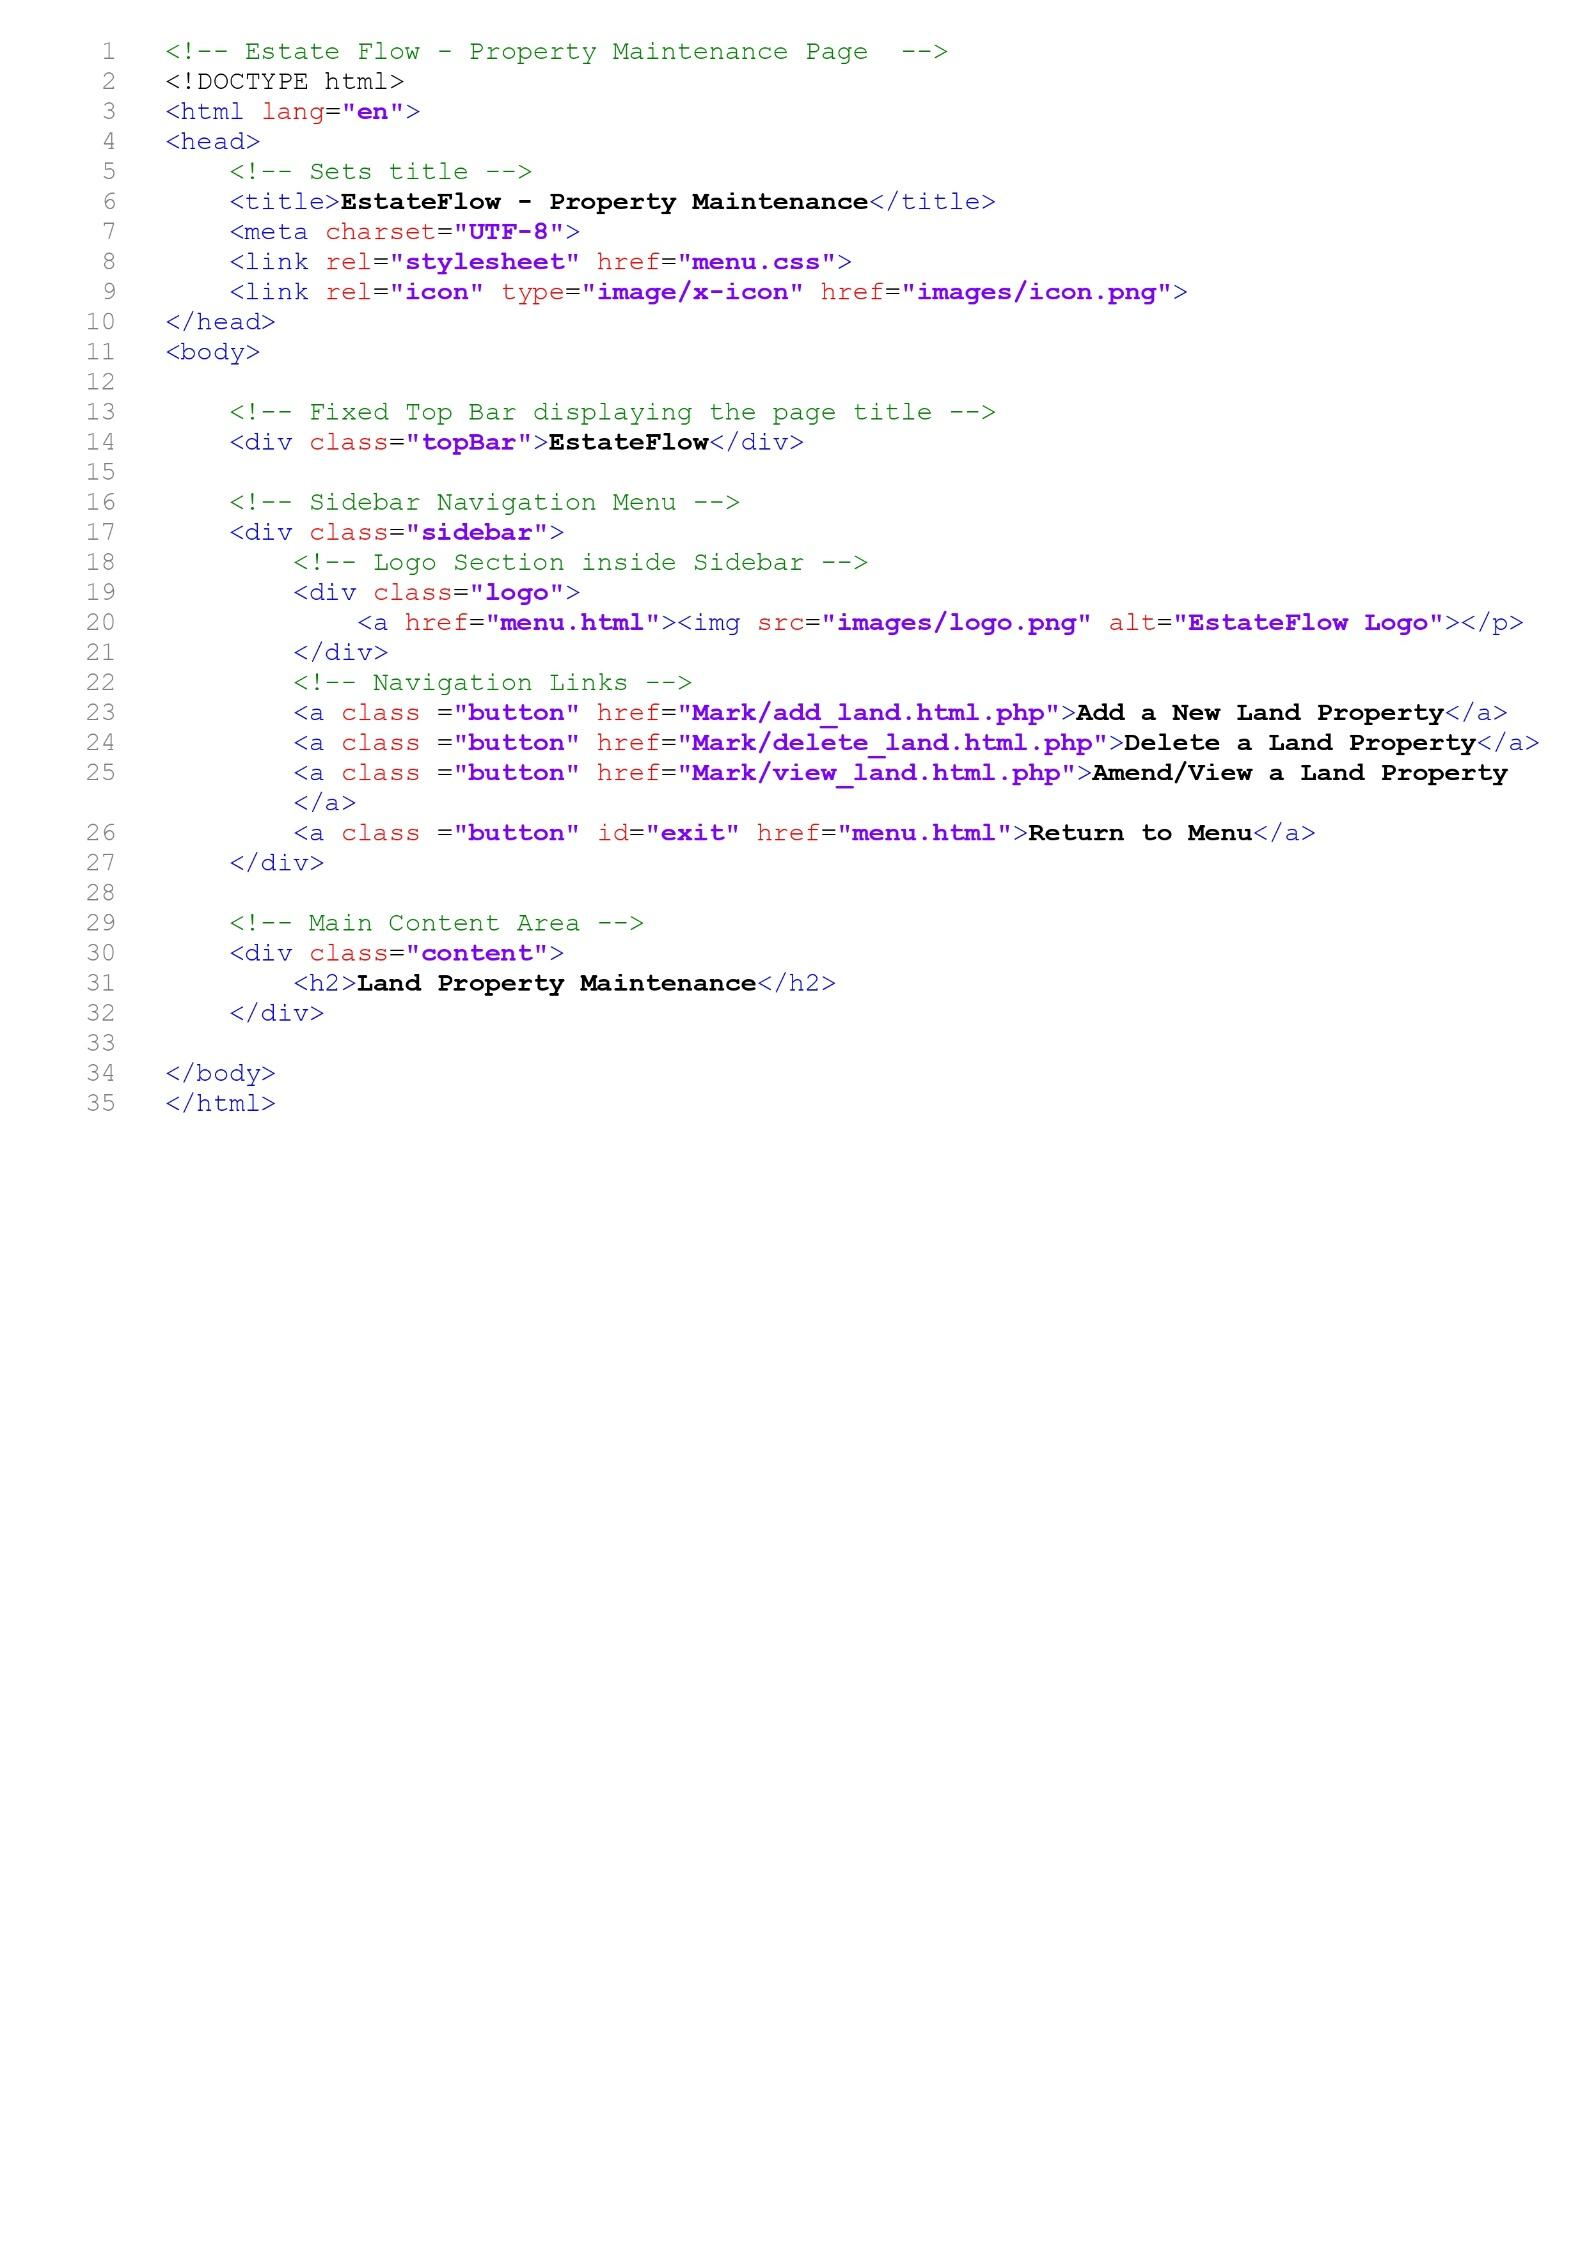 1 <!-- Estate Flow - Property Maintenance Page  -->
2 <!DOCTYPE html>
3 <html lang="en">
4 <head>
5     <!-- Sets title -->
6     <title>EstateFlow - Property Maintenance</title>
7     <meta charset="UTF-8">
8     <link rel="stylesheet" href="menu.css">
9     <link rel="icon" type="image/x-icon" href="images/icon.png">
10 </head>
11 <body>
12
13     <!-- Fixed Top Bar displaying the page title -->
14     <div class="topBar">EstateFlow</div>
15
16     <!-- Sidebar Navigation Menu -->
17     <div class="sidebar">
18         <!-- Logo Section inside Sidebar -->
19         <div class="logo">
20             <a href="menu.html"><img src="images/logo.png" alt="EstateFlow Logo"></p>
21         </div>
22         <!-- Navigation Links -->
23         <a class ="button" href="Mark/add_land.html.php">Add a New Land Property</a>
24         <a class ="button" href="Mark/delete_land.html.php">Delete a Land Property</a>
25         <a class ="button" href="Mark/view_land.html.php">Amend/View a Land Property
        </a>
26         <a class ="button" id="exit" href="menu.html">Return to Menu</a>
27     </div>
28
29     <!-- Main Content Area -->
30     <div class="content">
31         <h2>Land Property Maintenance</h2>
32     </div>
33
34 </body>
35 </html>